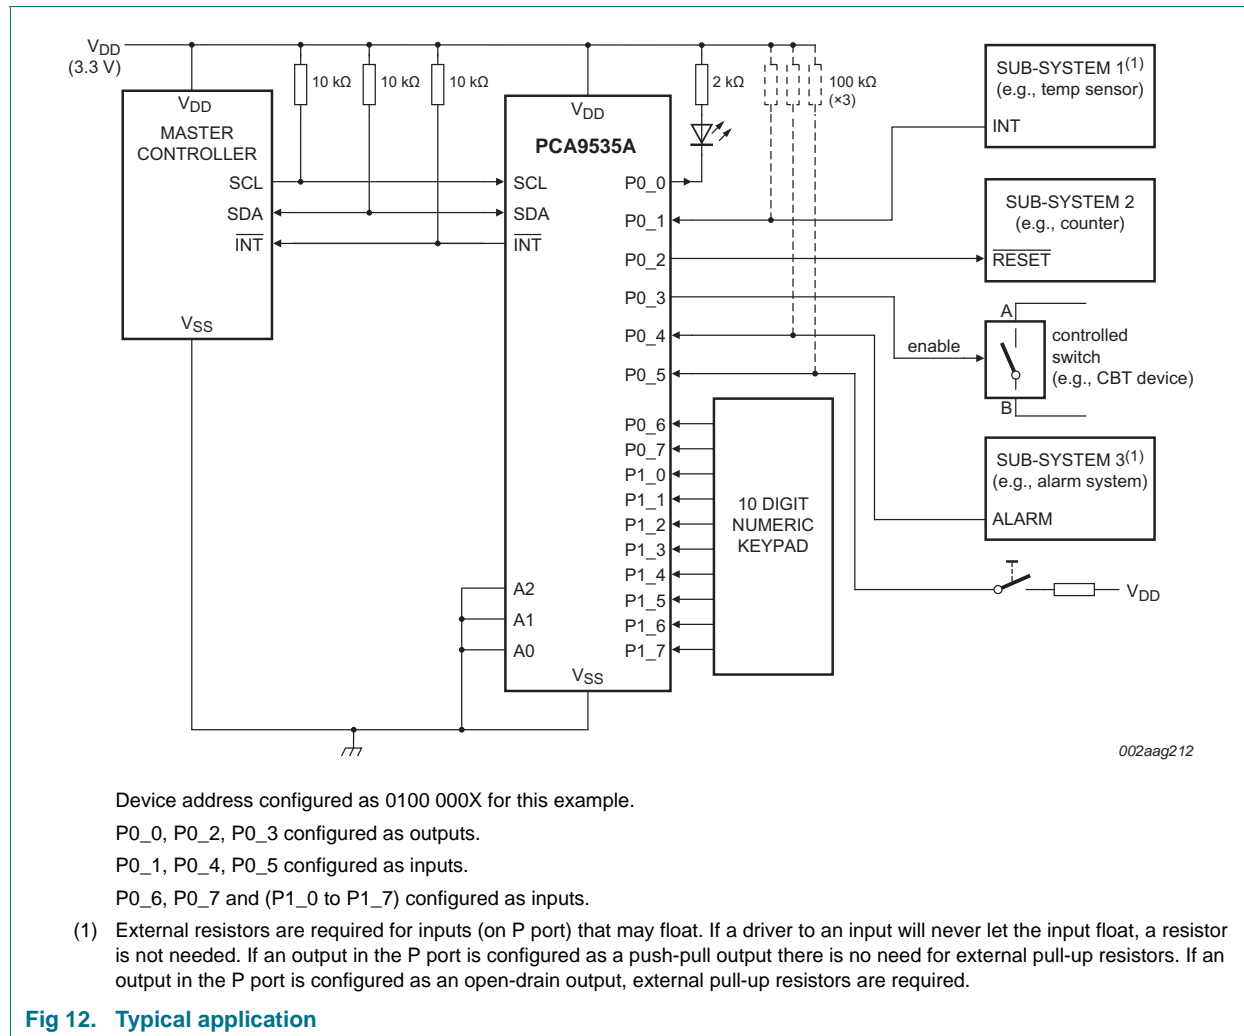 VDD
(3.3 V)
10 kΩ
10 kΩ
10 kΩ
2 kΩ
100 kΩ
(×3)
VDD
MASTER
CONTROLLER
SCL
SDA
INT
VSS
VDD
PCA9535A
SCL
SDA
INT
A2
A1
A0
VSS
P0_0
P0_1
P0_2
P0_3
P0_4
P0_5
P0_6
P0_7
P1_0
P1_1
P1_2
P1_3
P1_4
P1_5
P1_6
P1_7
10 DIGIT
NUMERIC
KEYPAD
SUB-SYSTEM 1(1)
(e.g., temp sensor)
INT
SUB-SYSTEM 2
(e.g., counter)
RESET
A
enable
controlled
switch
(e.g., CBT device)
B
SUB-SYSTEM 3(1)
(e.g., alarm system)
ALARM
VDD
002aag212
Device address configured as 0100 000X for this example.
P0_0, P0_2, P0_3 configured as outputs.
P0_1, P0_4, P0_5 configured as inputs.
P0_6, P0_7 and (P1_0 to P1_7) configured as inputs.
(1) External resistors are required for inputs (on P port) that may float. If a driver to an input will never let the input float, a resistor
is not needed. If an output in the P port is configured as a push-pull output there is no need for external pull-up resistors. If an
output in the P port is configured as an open-drain output, external pull-up resistors are required.
Fig 12. Typical application